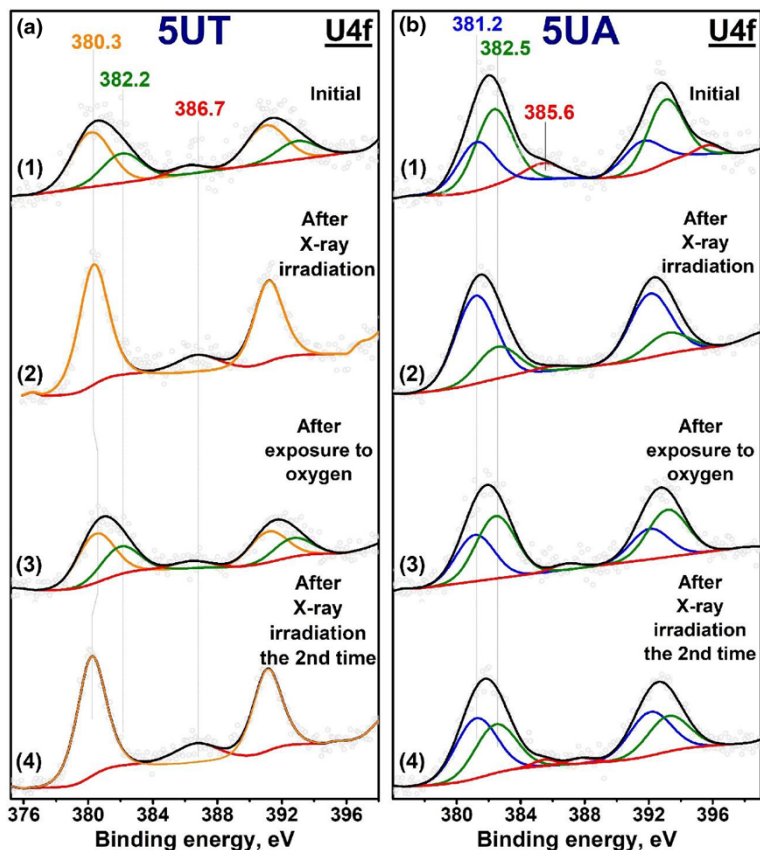 (a)
5UT
U4f
380.3
382.2
386.7
Initial
(1)
After
X-ray
irradiation
(2)
After
exposure to
oxygen
(3)
After
X-ray
irradiation
the 2nd time
(4)
376 380 384 388 392 396
Binding energy, eV
(b)
5UA
U4f
381.2
382.5
385.6
Initial
(1)
After
X-ray
irradiation
(2)
After
exposure to
oxygen
(3)
After
X-ray
irradiation
the 2nd time
(4)
380 384 388 392 396
Binding energy, eV